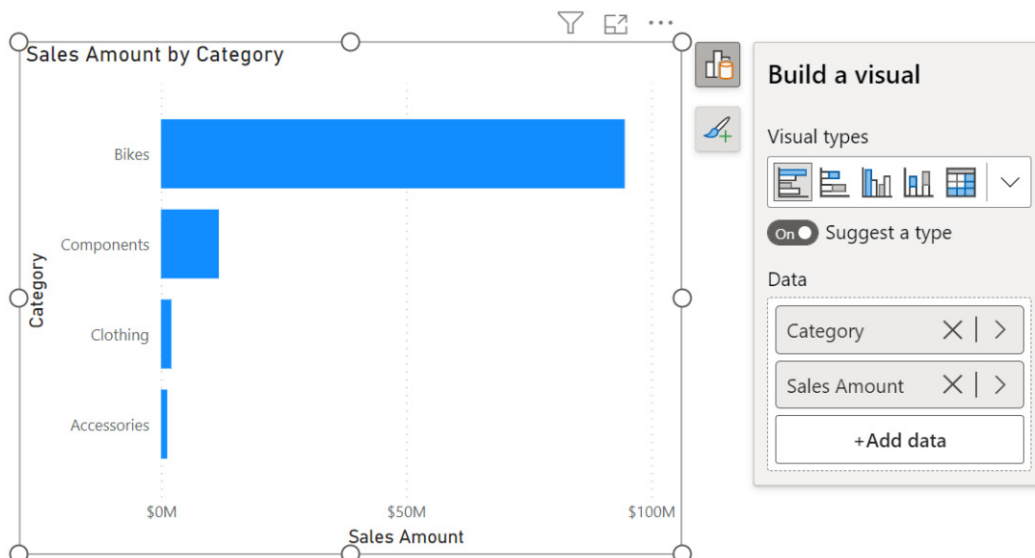 Sales Amount by Category
Category
Bikes
Components
Clothing
Accessories
$0M
$50M
$100M
Sales Amount
Build a visual
Visual types
On Suggest a type
Data
Category
Sales Amount
+Add data